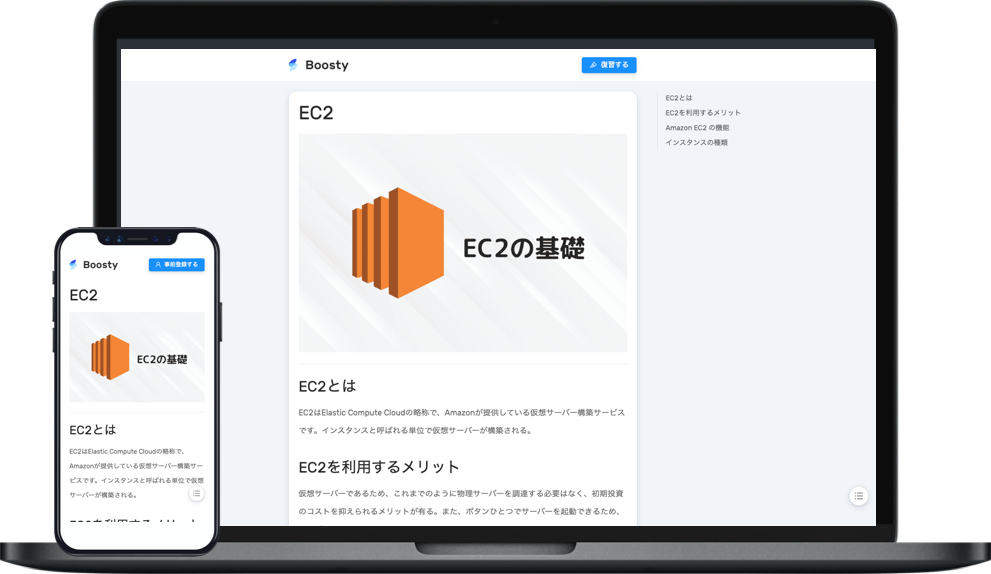 Boosty
復習する
EC2
EC2の基礎
EC2とは
EC2はElastic Compute Cloudの略称で、Amazonが提供している仮想サーバー構築サービス
です。インスタンスと呼ばれる単位で仮想サーバーが構築される。
EC2を利用するメリット
仮想サーバーであるため、これまでのように物理サーバーを調達する必要はなく、初期投資
のコストを抑えられるメリットが有る。また、ボタンひとつでサーバーを起動できるため、
EC2とは
EC2を利用するメリット
Amazon EC2 の機能
インスタンスの種類
Boosty
事前登録する
EC2
EC2の基礎
EC2とは
EC2はElastic Compute Cloudの略称で、
Amazonが提供している仮想サーバー構築サー
ビスです。インスタンスと呼ばれる単位で仮想
サーバーが構築される。
EC2を利用するメリット